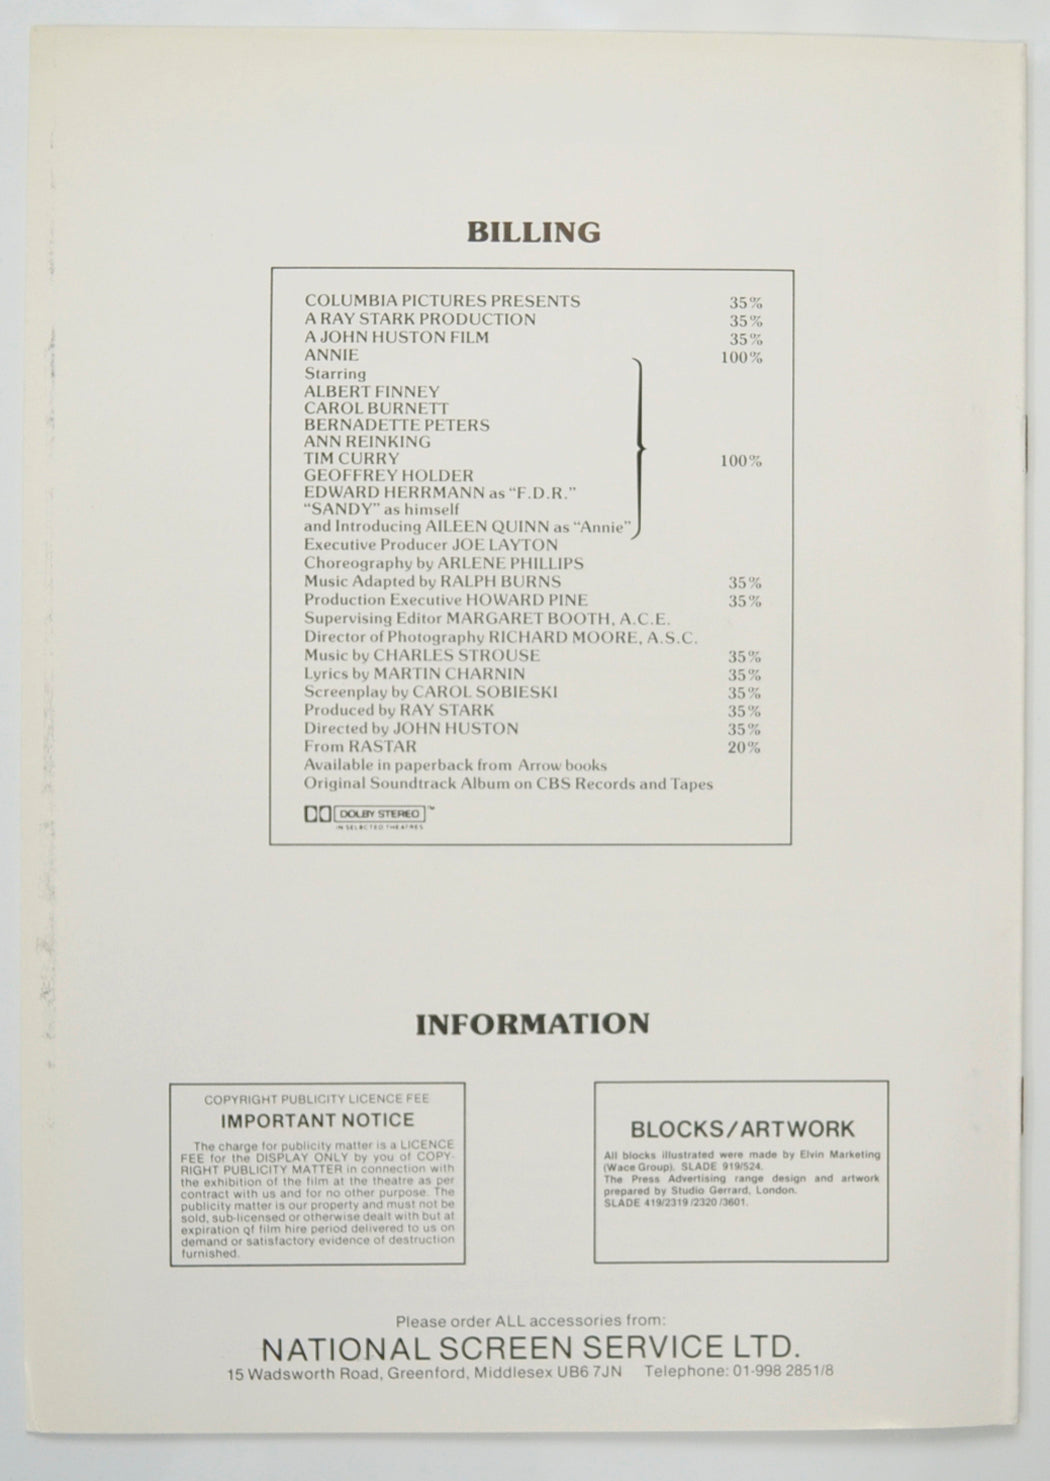 BILLING
COLUMBIA PICTURES PRESENTS 35%
A RAY STARK PRODUCTION 35%
A JOHN HUSTON FILM 35%
ANNIE 100%
Starring
ALBERT FINNEY
CAROL BURNETT
BERNADETTE PETERS
ANN REINKING
TIM CURRY 100%
GEOFFREY HOLDER
EDWARD HERRMANN as “F.D.R.”
“SANDY” as himself
and Introducing AILEEN QUINN as “Annie”
Executive Producer JOE LAYTON
Choreography by ARLENE PHILLIPS
Music Adapted by RALPH BURNS 35%
Production Executive HOWARD PINE 35%
Supervising Editor MARGARET BOOTH, A.C.E.
Director of Photography RICHARD MOORE, A.S.C.
Music by CHARLES STROUSE 35%
Lyrics by MARTIN CHARNIN 35%
Screenplay by CAROL SOBIESKI 35%
Produced by RAY STARK 35%
Directed by JOHN HUSTON 35%
From RASTAR 20%
Available in paperback from Arrow books
Original Soundtrack Album on CBS Records and Tapes
DOLBY STEREO ™
IN SELECTED THEATRES
INFORMATION
COPYRIGHT PUBLICITY LICENCE FEE
IMPORTANT NOTICE
The charge for publicity matter is a LICENCE
FEE for the DISPLAY ONLY by you of COPY-
RIGHT PUBLICITY MATTER in connection with
the exhibition of the film at the theatre as per
contract with us and for no other purpose. The
publicity matter is our property and must not be
sold, sub-licensed or otherwise dealt with but at
expiration of film hire period delivered to us on
demand or satisfactory evidence of destruction
furnished.
BLOCKS/ARTWORK
All blocks illustrated were made by Elvin Marketing
(Wace Group). SLADE 919/524.
The Press Advertising range design and artwork
prepared by Studio Gerrard, London.
SLADE 419/2319/2320/3601.
Please order ALL accessories from:
NATIONAL SCREEN SERVICE LTD.
15 Wadsworth Road, Greenford, Middlesex UB6 7JN Telephone: 01-998 2851/8